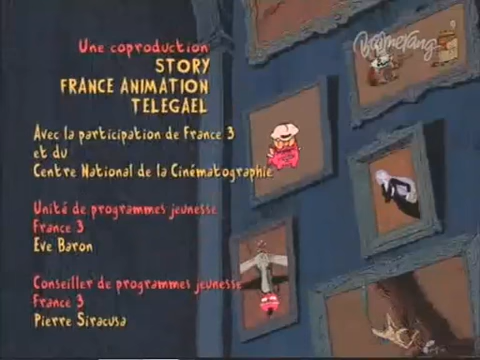 Boomerang
Une coproduction
STORY
FRANCE ANIMATION
TELEGAEL
Avec la participation de France 3
et du
Centre National de la Cinématographie
Unité de programmes jeunesse
France 3
Eve Baron
Conseiller de programmes jeunesse
France 3
Pierre Siracusa